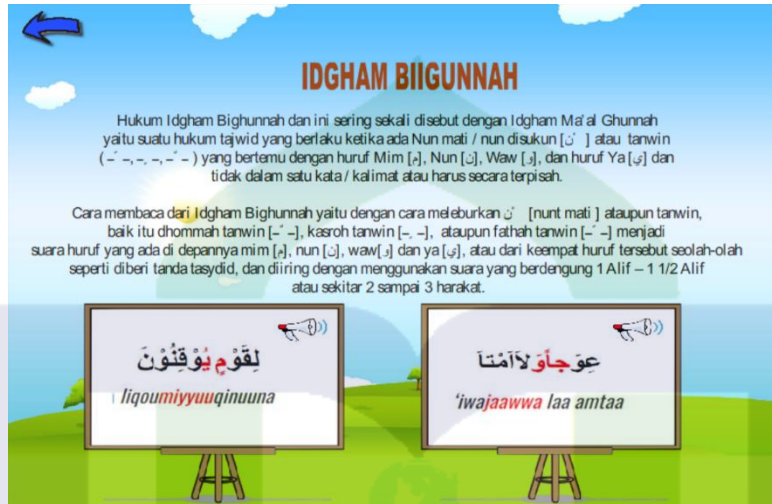 IDGHAM BIIGUNNAH
Hukum Idgham Bighunnah dan ini sering sekali disebut dengan Idgham Ma'al Ghunnah
yaitu suatu hukum tajwid yang berlaku ketika ada Nun mati / nun disukun [نْ ] atau tanwin
( –ً –, –ٍ –, –ٌ – ) yang bertemu dengan huruf Mim [م], Nun [ن], Waw [و], dan huruf Ya [ي] dan
tidak dalam satu kata / kalimat atau harus secara terpisah.
Cara membaca dari Idgham Bighunnah yaitu dengan cara meleburkan نْ [nunt mati ] ataupun tanwin,
baik itu dhommah tanwin [–ٌ –], kasroh tanwin [–ٍ –], ataupun fathah tanwin [–ً –] menjadi
suara huruf yang ada di depannya mim [م], nun [ن], waw[و] dan ya [ي], atau dari keempat huruf tersebut seolah-olah
seperti diberi tanda tasydid, dan diiring dengan menggunakan suara yang berdengung 1 Alif – 1 1/2 Alif
atau sekitar 2 sampai 3 harakat.
لِقَوْمٍ يُوْقِنُوْنَ
liqoumiyyuuqinuuna
عِوَجاًوَلاَآمْتاَ
'iwajaawwa laa amtaa